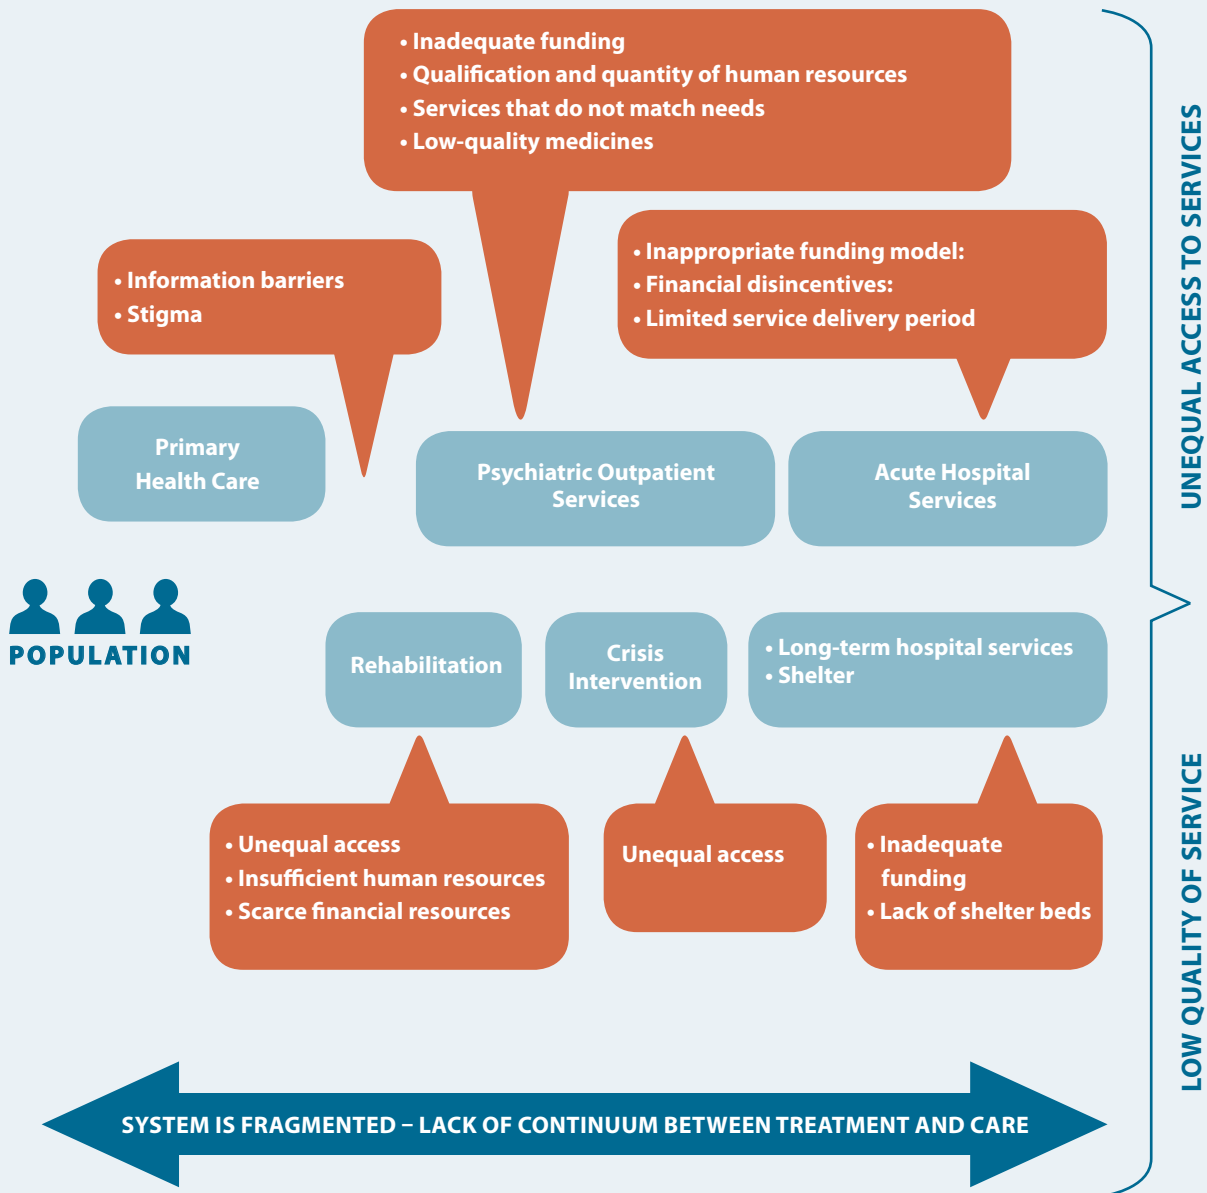 • Inadequate funding
• Qualification and quantity of human resources
• Services that do not match needs
• Low-quality medicines
• Information barriers
• Stigma
• Inappropriate funding model:
• Financial disincentives:
• Limited service delivery period
Primary
Health Care
Psychiatric Outpatient
Services
Acute Hospital
Services
POPULATION
Rehabilitation
Crisis
Intervention
• Long-term hospital services
• Shelter
• Unequal access
• Insufficient human resources
• Scarce financial resources
Unequal access
• Inadequate
funding
• Lack of shelter beds
SYSTEM IS FRAGMENTED – LACK OF CONTINUUM BETWEEN TREATMENT AND CARE
UNEQUAL ACCESS TO SERVICES
LOW QUALITY OF SERVICE